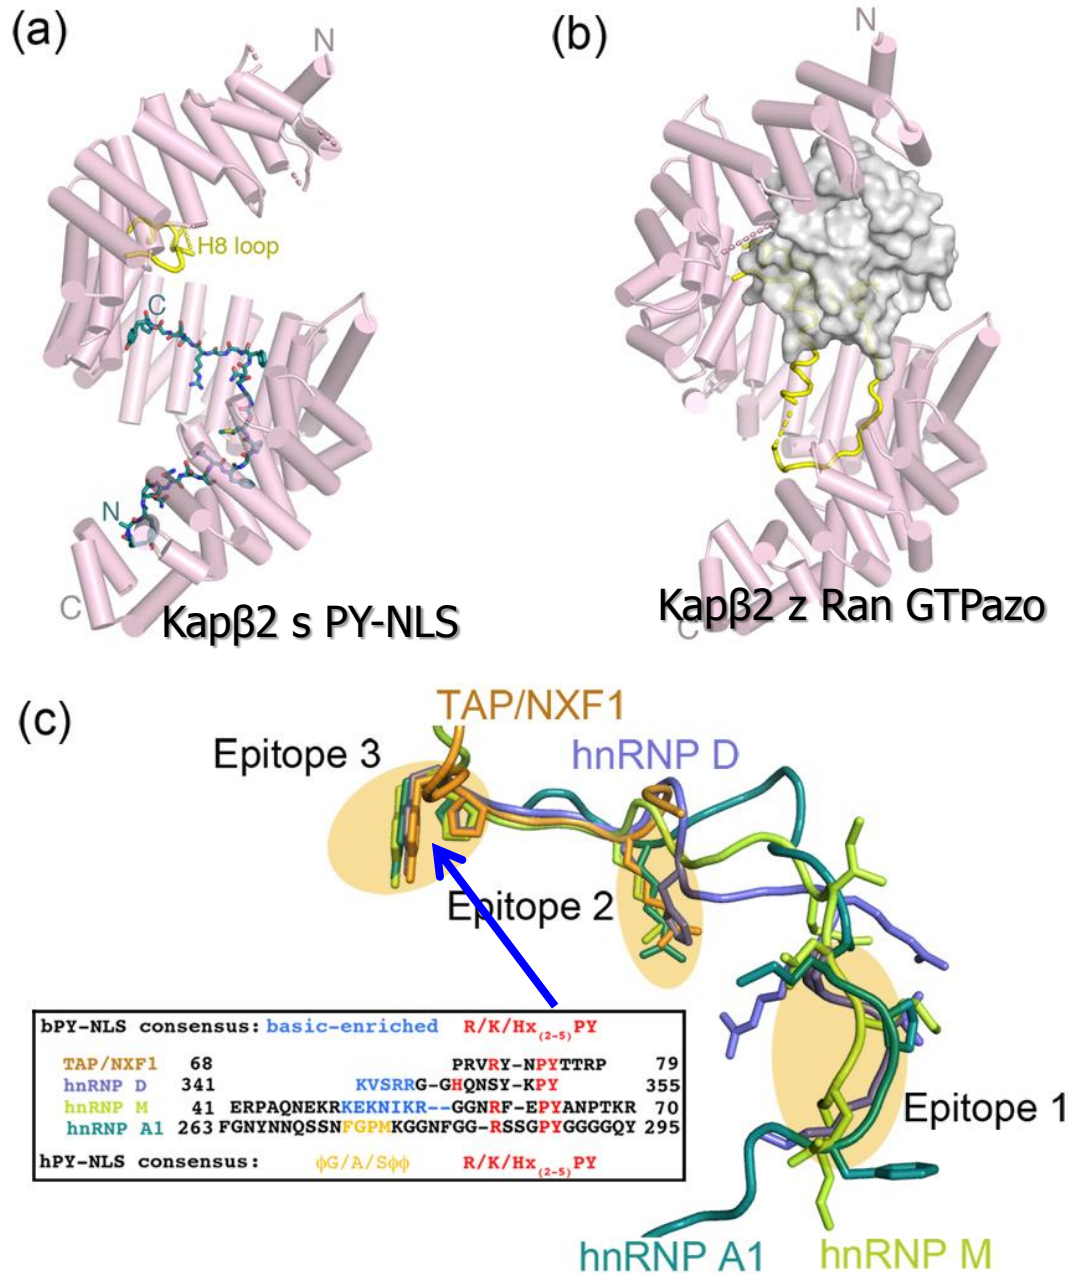 (a)
N
H8 loop
C
N
C
Kapβ2 s PY-NLS
(b)
N
C
Kapβ2 z Ran GTPazo
(c)
TAP/NXF1
Epitope 3
hnRNP D
Epitope 2
Epitope 1
hnRNP A1
hnRNP M
bPY-NLS consensus: basic-enriched R/K/Hx(2-5)PY
TAP/NXF1 68 PRVRY-NPYTTRP 79
hnRNP D 341 KVSRRG-GHQNSY-KPY 355
hnRNP M 41 ERPAQNEKRKEKNIKR--GGNRF-EPYANPTKR 70
hnRNP A1 263 FGNYNNQSSNFGPMKGGNFGG-RSSGPYGGGGQY 295
hPY-NLS consensus: ϕG/A/Sϕϕ R/K/Hx(2-5)PY